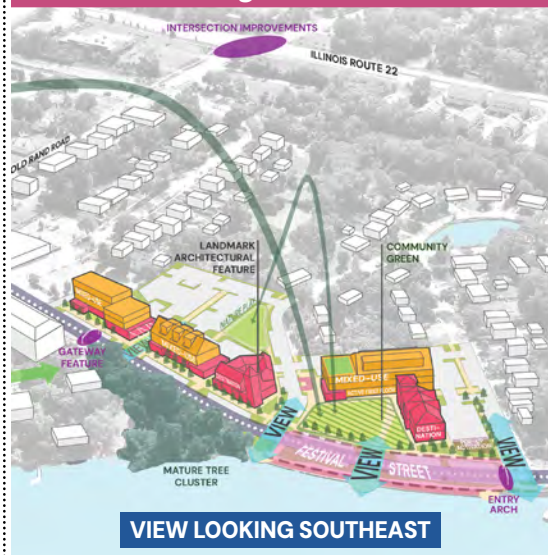 INTERSECTION IMPROVEMENTS
ILLINOIS ROUTE 22
OLD RAND ROAD
LANDMARK
ARCHITECTURAL
FEATURE
COMMUNITY
GREEN
GATEWAY
FEATURE
MIXED-USE
DESTI-
NATION
VIEW
FESTIVAL
VIEW
STREET
VIEW
MATURE TREE
CLUSTER
ENTRY
ARCH
VIEW LOOKING SOUTHEAST